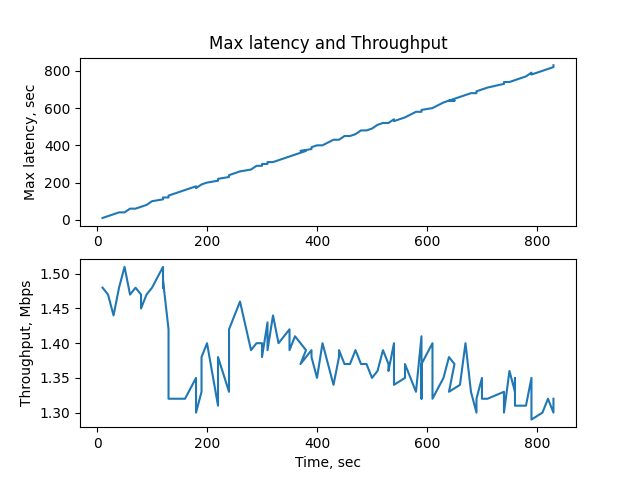 Max latency and Throughput
Max latency, sec
800
600
400
200
0
0 200 400 600 800
Throughput, Mbps
1.50
1.45
1.40
1.35
1.30
0 200 400 600 800
Time, sec